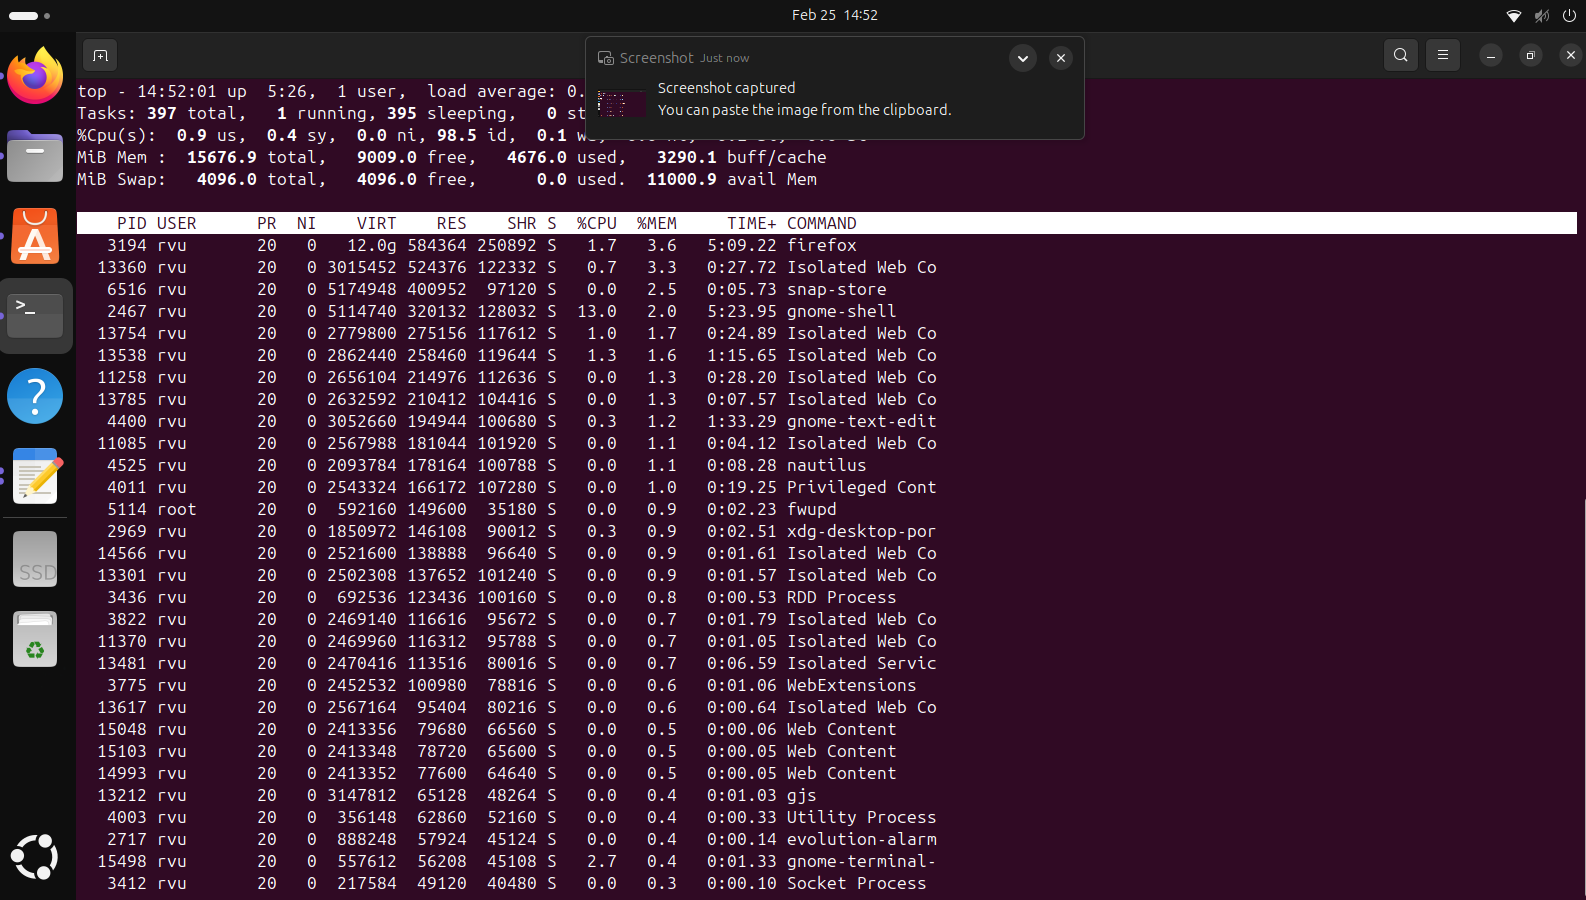 Feb 25 14:52
Screenshot Just now
Screenshot captured
You can paste the image from the clipboard.
top - 14:52:01 up  5:26,  1 user,  load average: 0.
Tasks: 397 total,   1 running, 395 sleeping,   0 st
%Cpu(s):  0.9 us,  0.4 sy,  0.0 ni, 98.5 id,  0.1
MiB Mem :  15676.9 total,   9009.0 free,   4676.0 used,   3290.1 buff/cache
MiB Swap:   4096.0 total,   4096.0 free,      0.0 used.  11000.9 avail Mem
PID USER      PR  NI    VIRT    RES    SHR S  %CPU  %MEM     TIME+ COMMAND
3194 rvu       20   0   12.0g 584364 250892 S   1.7   3.6   5:09.22 firefox
13360 rvu       20   0 3015452 524376 122332 S   0.7   3.3   0:27.72 Isolated Web Co
6516 rvu       20   0 5174948 400952  97120 S   0.0   2.5   0:05.73 snap-store
2467 rvu       20   0 5114740 320132 128032 S  13.0   2.0   5:23.95 gnome-shell
13754 rvu       20   0 2779800 275156 117612 S   1.0   1.7   0:24.89 Isolated Web Co
13538 rvu       20   0 2862440 258460 119644 S   1.3   1.6   1:15.65 Isolated Web Co
11258 rvu       20   0 2656104 214976 112636 S   0.0   1.3   0:28.20 Isolated Web Co
13785 rvu       20   0 2632592 210412 104416 S   0.0   1.3   0:07.57 Isolated Web Co
4400 rvu       20   0 3052660 194944 100680 S   0.3   1.2   1:33.29 gnome-text-edit
11085 rvu       20   0 2567988 181044 101920 S   0.0   1.1   0:04.12 Isolated Web Co
4525 rvu       20   0 2093784 178164 100788 S   0.0   1.1   0:08.28 nautilus
4011 rvu       20   0 2543324 166172 107280 S   0.0   1.0   0:19.25 Privileged Cont
5114 root      20   0  592160 149600  35180 S   0.0   0.9   0:02.23 fwupd
2969 rvu       20   0 1850972 146108  90012 S   0.3   0.9   0:02.51 xdg-desktop-por
14566 rvu       20   0 2521600 138888  96640 S   0.0   0.9   0:01.61 Isolated Web Co
13301 rvu       20   0 2502308 137652 101240 S   0.0   0.9   0:01.57 Isolated Web Co
3436 rvu       20   0  692536 123436 100160 S   0.0   0.8   0:00.53 RDD Process
3822 rvu       20   0 2469140 116616  95672 S   0.0   0.7   0:01.79 Isolated Web Co
11370 rvu       20   0 2469960 116312  95788 S   0.0   0.7   0:01.05 Isolated Web Co
13481 rvu       20   0 2470416 113516  80016 S   0.0   0.7   0:06.59 Isolated Servic
3775 rvu       20   0 2452532 100980  78816 S   0.0   0.6   0:01.06 WebExtensions
13617 rvu       20   0 2567164  95404  80216 S   0.0   0.6   0:00.64 Isolated Web Co
15048 rvu       20   0 2413356  79680  66560 S   0.0   0.5   0:00.06 Web Content
15103 rvu       20   0 2413348  78720  65600 S   0.0   0.5   0:00.05 Web Content
14993 rvu       20   0 2413352  77600  64640 S   0.0   0.5   0:00.05 Web Content
13212 rvu       20   0 3147812  65128  48264 S   0.0   0.4   0:01.03 gjs
4003 rvu       20   0  356148  62860  52160 S   0.0   0.4   0:00.33 Utility Process
2717 rvu       20   0  888248  57924  45124 S   0.0   0.4   0:00.14 evolution-alarm
15498 rvu       20   0  557612  56208  45108 S   2.7   0.4   0:01.33 gnome-terminal-
3412 rvu       20   0  217584  49120  40480 S   0.0   0.3   0:00.10 Socket Process
SSD